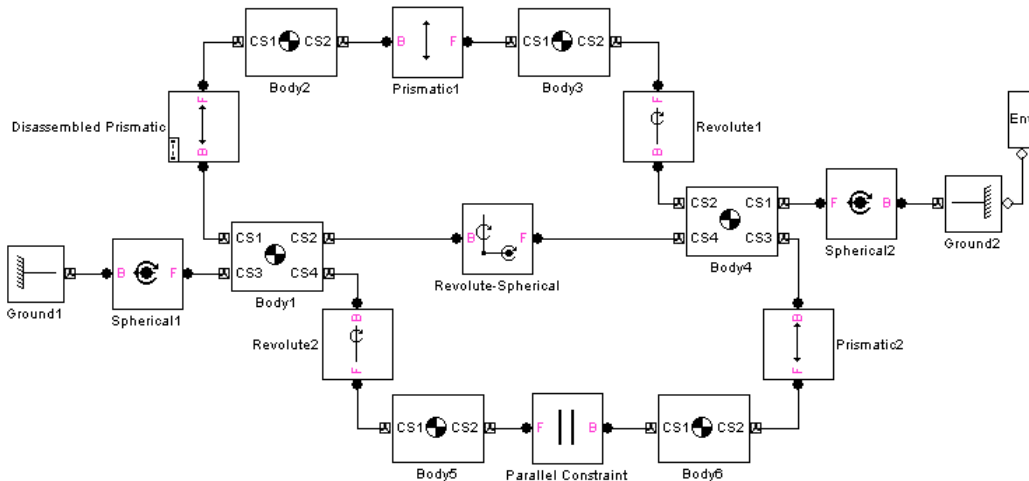 CS1 CS2
Body2
B F
Prismatic1
CS1 CS2
Body3
F
B
Disassembled Prismatic
F
B
Revolute1
Ent
CS1 CS2
CS3 CS4
Body1
B F
Revolute-Spherical
CS2 CS1
CS4 CS3
Body4
F B
Spherical2
Ground2
Ground1
B F
Spherical1
Revolute2
B
F
B
F
Prismatic2
CS1 CS2
Body5
F B
Parallel Constraint
CS1 CS2
Body6